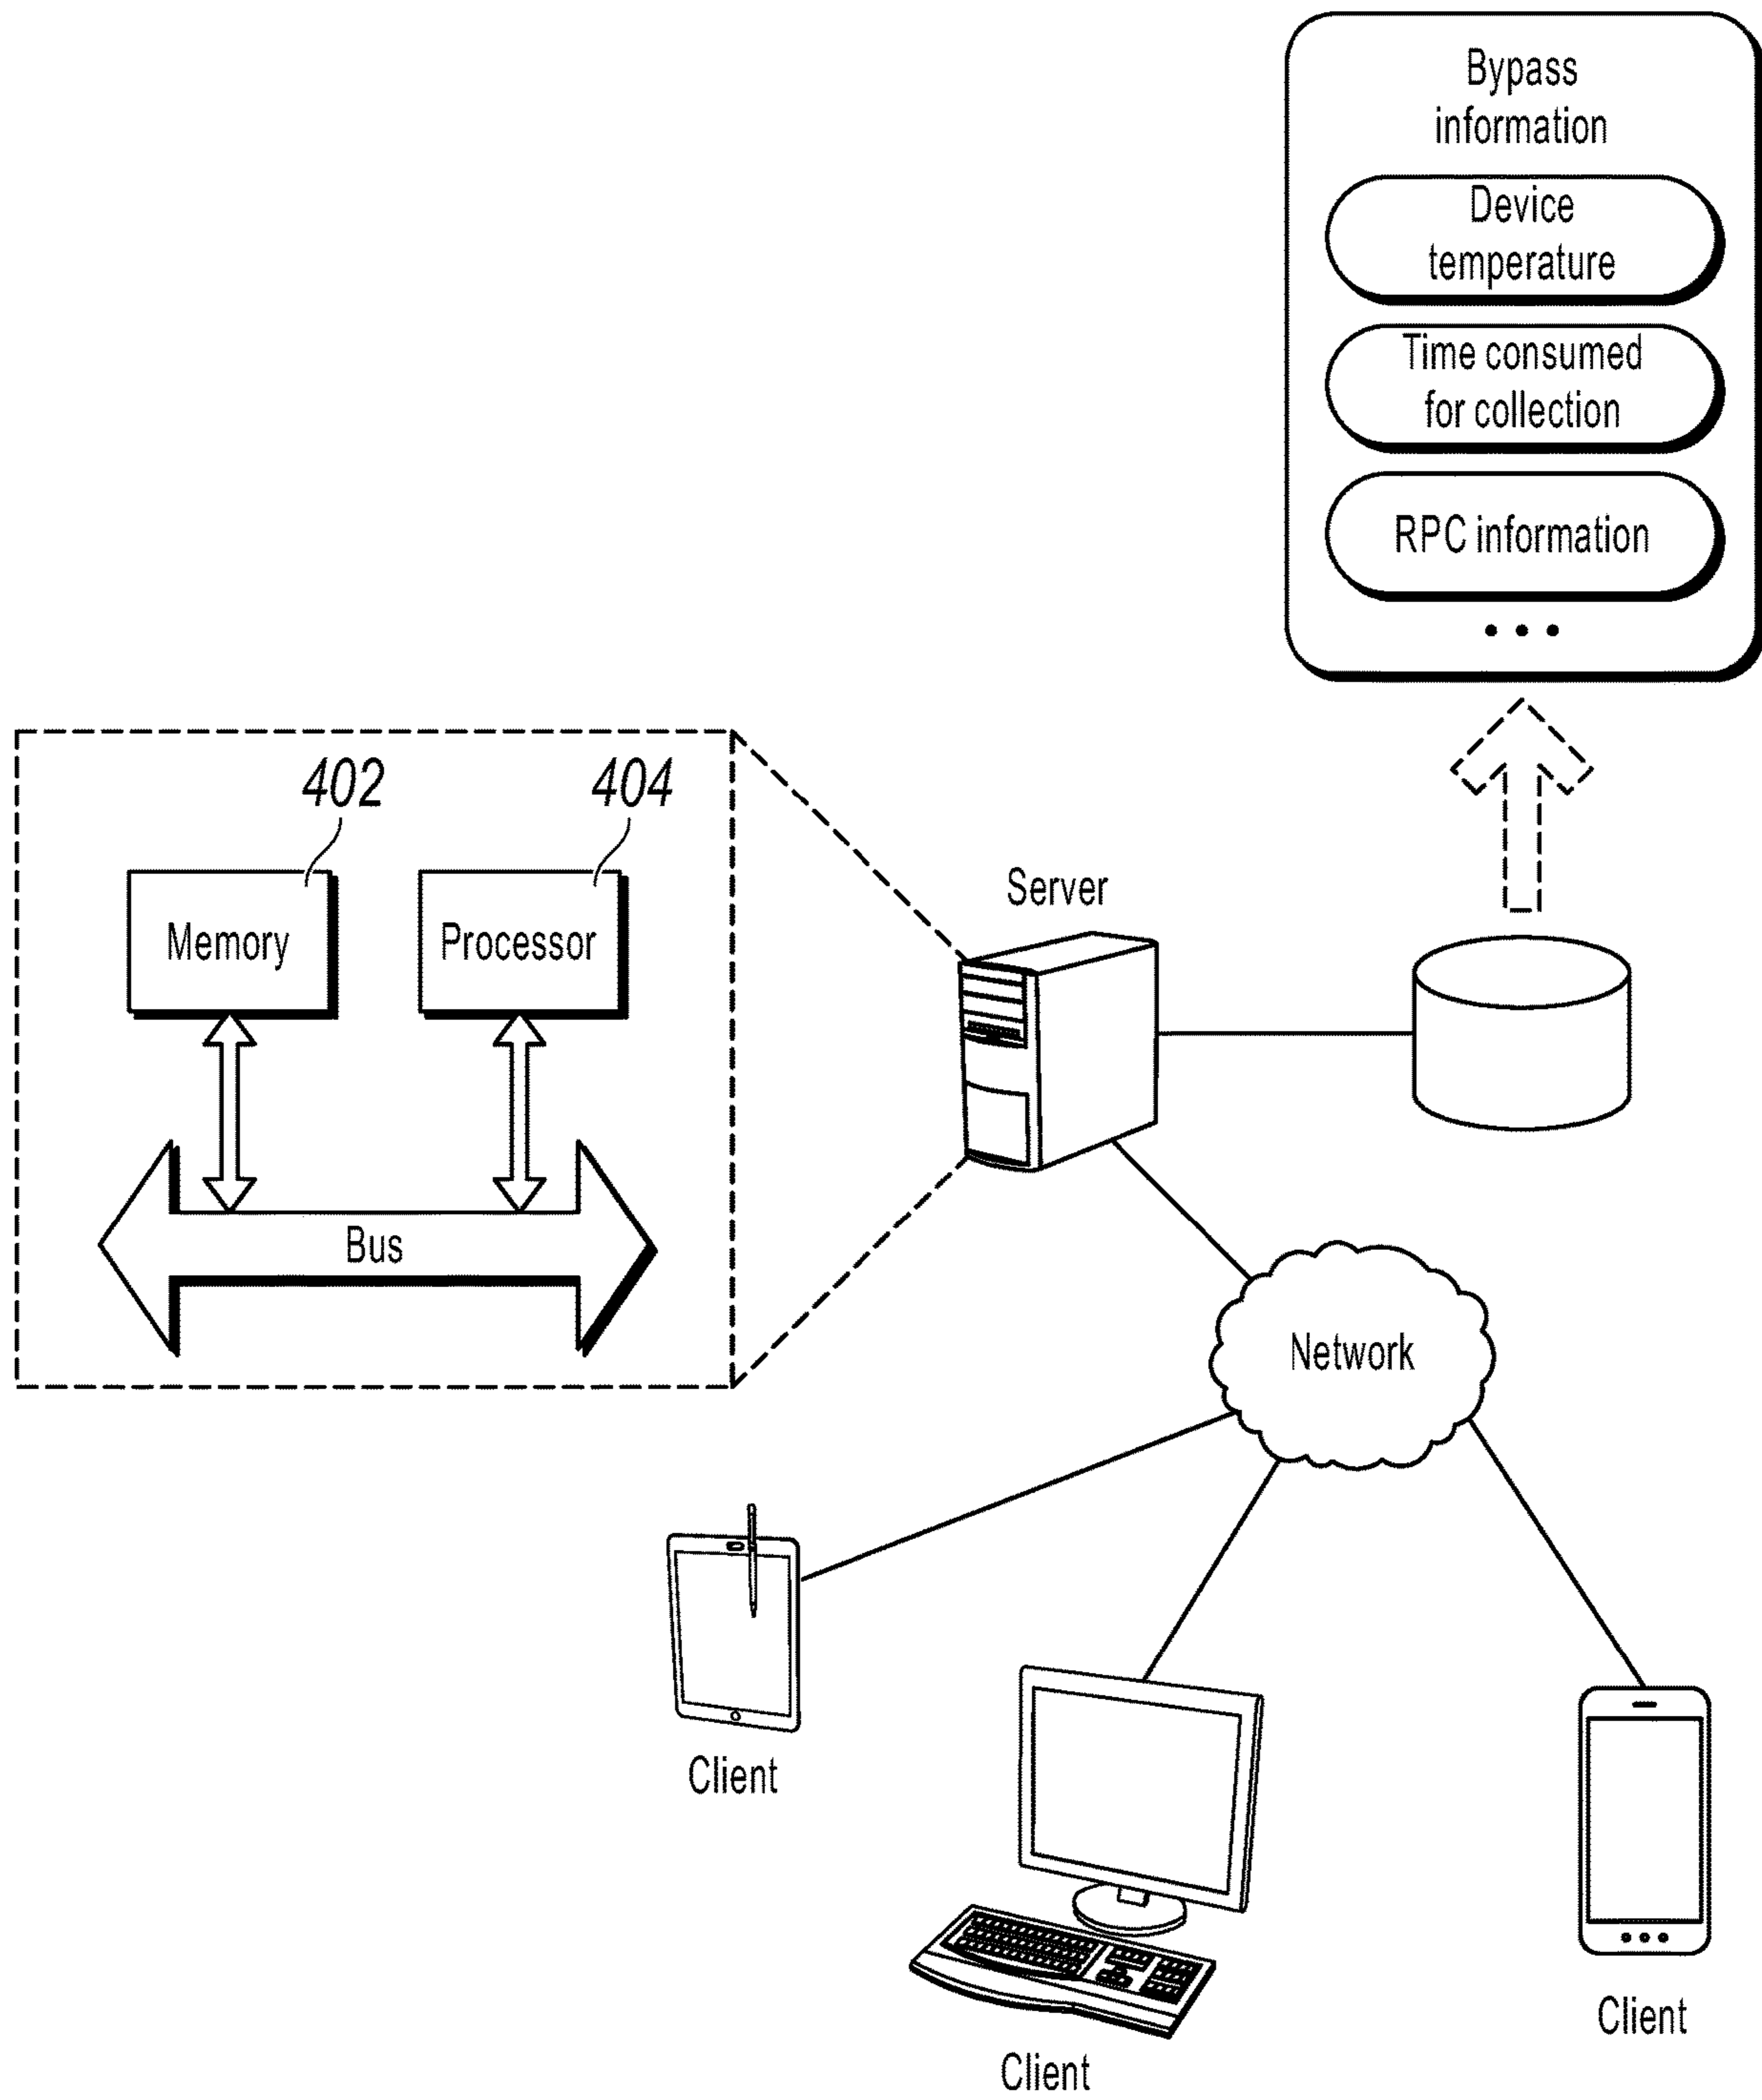 Bypass
information
Device
temperature
Time consumed
for collection
RPC information
402
404
Memory
Processor
Bus
Server
Network
Client
Client
Client